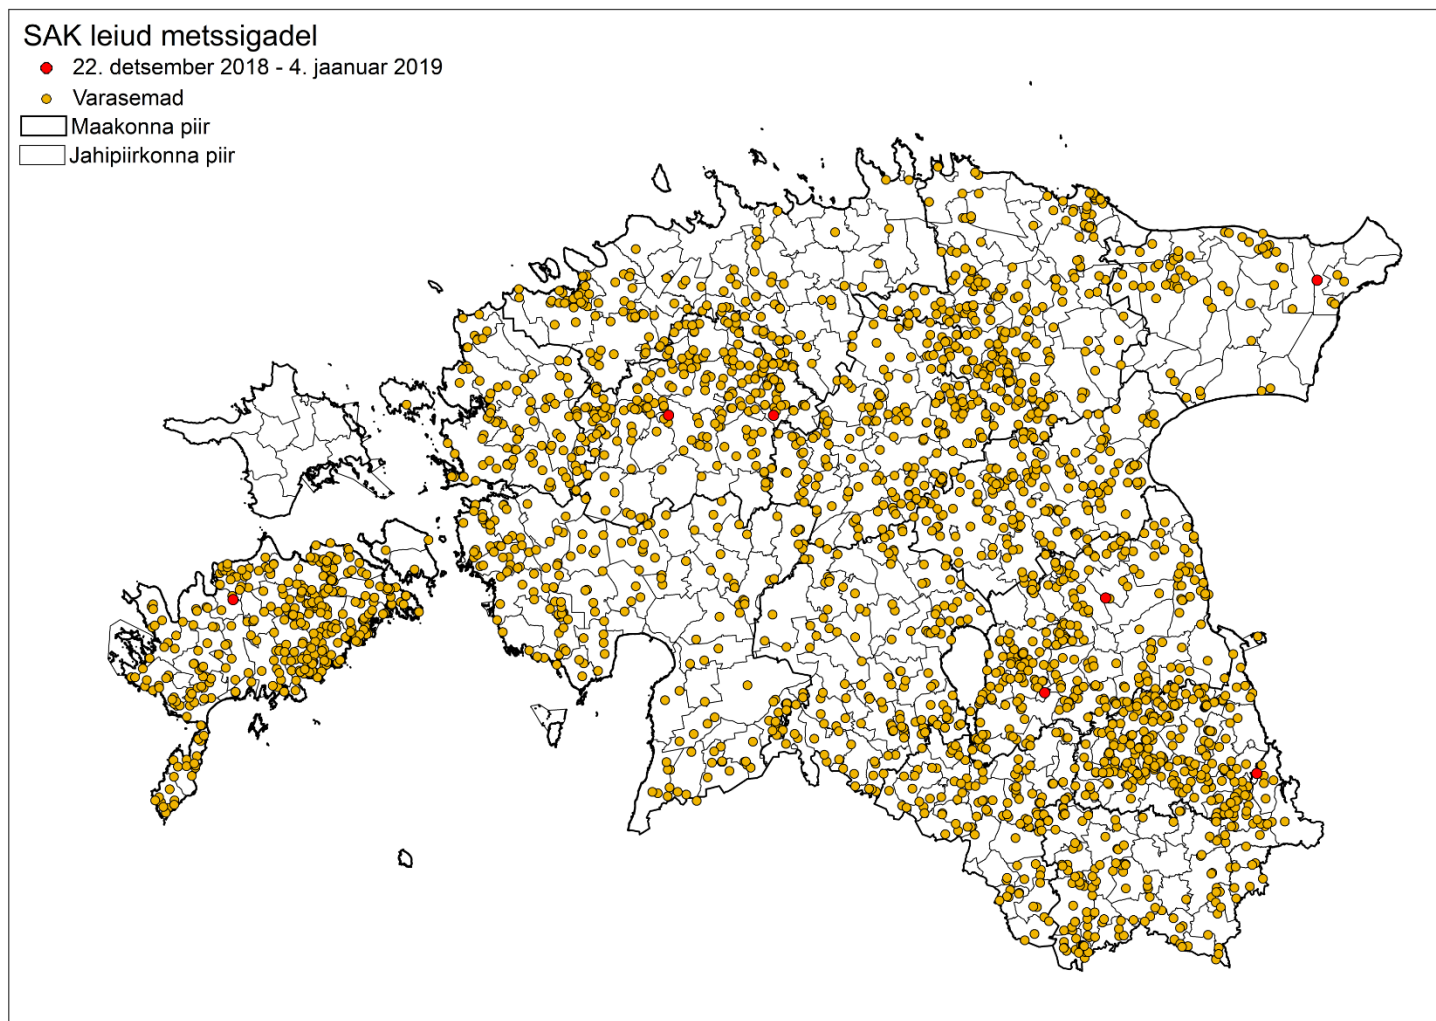 SAK leiud metssigadel
22. detsember 2018 - 4. jaanuar 2019
Varasemad
Maakonna piir
Jahipiirkonna piir